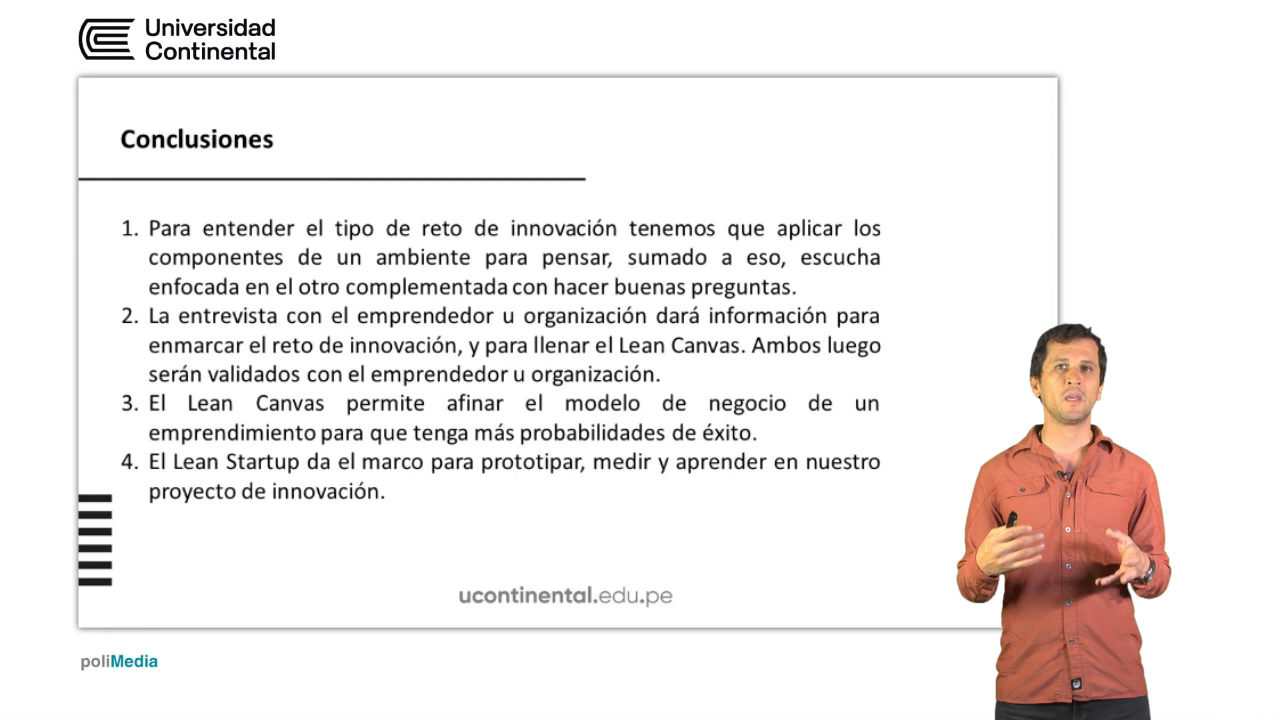 Universidad
Continental
Conclusiones
1. Para entender el tipo de reto de innovación tenemos que aplicar los
componentes de un ambiente para pensar, sumado a eso, escucha
enfocada en el otro complementada con hacer buenas preguntas.
2. La entrevista con el emprendedor u organización dará información para
enmarcar el reto de innovación, y para llenar el Lean Canvas. Ambos luego
serán validados con el emprendedor u organización.
3. El Lean Canvas permite afinar el modelo de negocio de un
emprendimiento para que tenga más probabilidades de éxito.
4. El Lean Startup da el marco para prototipar, medir y aprender en nuestro
proyecto de innovación.
ucontinental.edu.pe
poliMedia